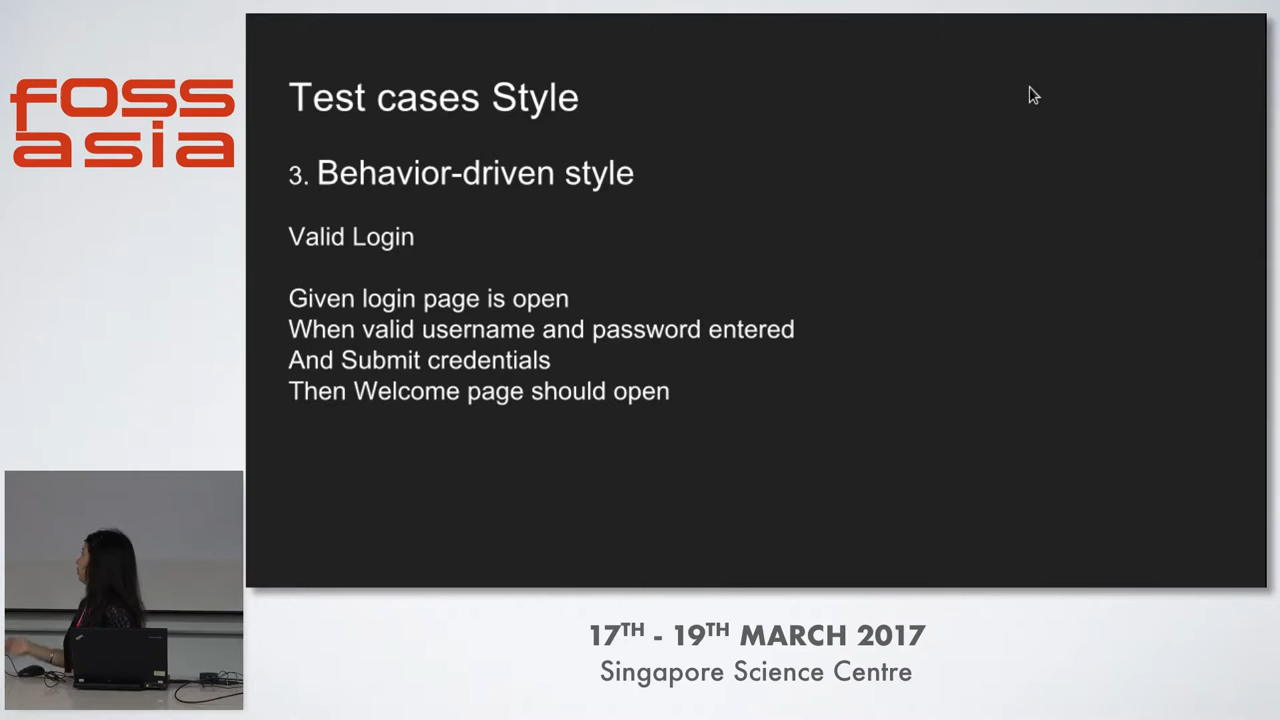 foss
asia
Test cases Style
3. Behavior-driven style
Valid Login
Given login page is open
When valid username and password entered
And Submit credentials
Then Welcome page should open
17TH - 19TH MARCH 2017
Singapore Science Centre